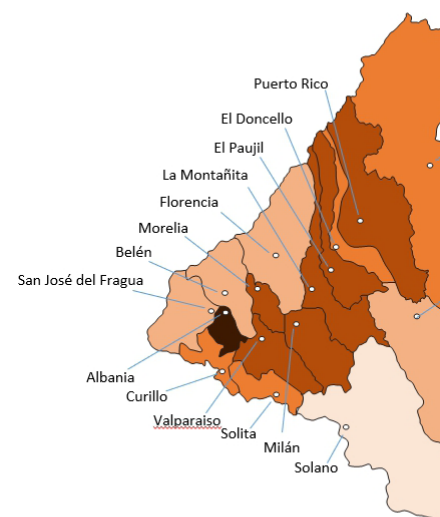 Puerto Rico
El Doncello
El Paujil
La Montañita
Florencia
Morelia
Belén
San José del Fragua
Albania
Curillo
Valparaiso
Solita
Milán
Solano